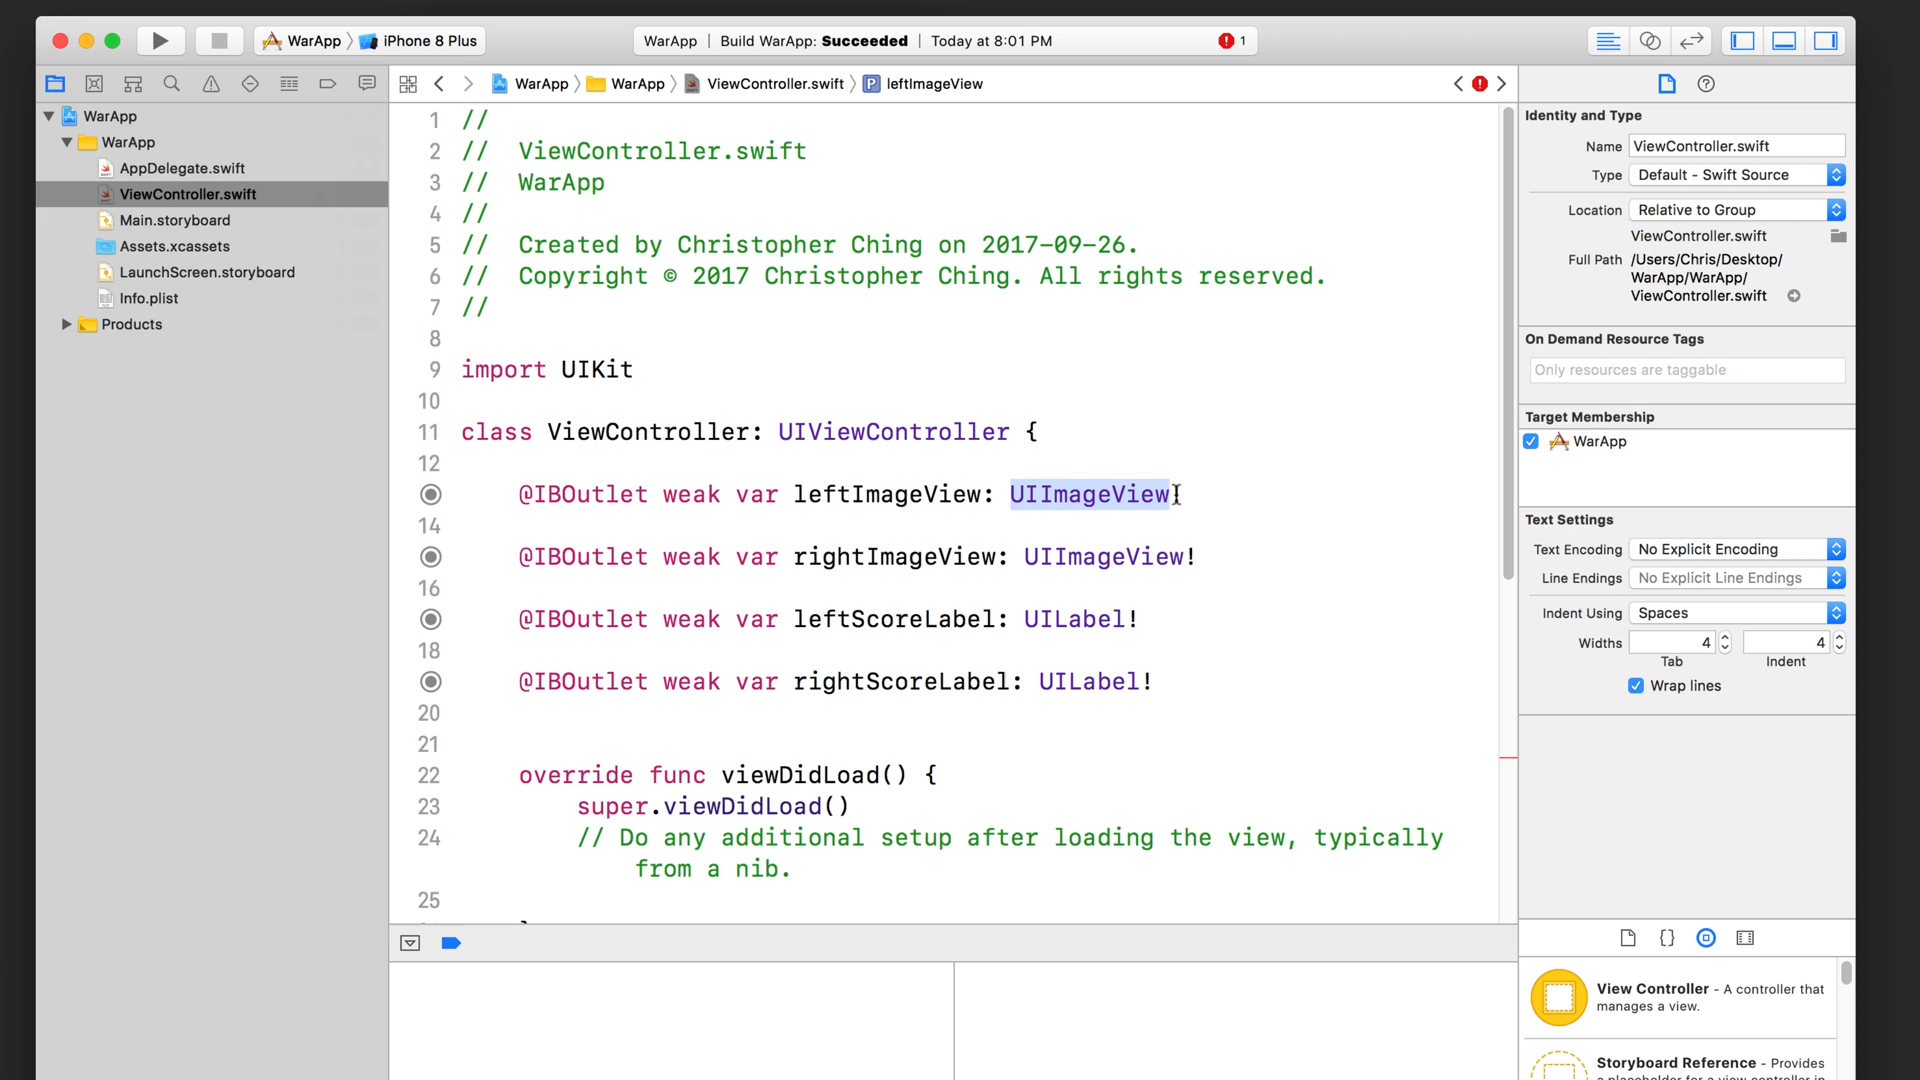 WarApp
iPhone 8 Plus
WarApp | Build WarApp: Succeeded | Today at 8:01 PM
1
WarApp
WarApp
ViewController.swift
P leftImageView
WarApp
WarApp
AppDelegate.swift
ViewController.swift
Main.storyboard
Assets.xcassets
LaunchScreen.storyboard
Info.plist
Products
1 //
2 //  ViewController.swift
3 //  WarApp
4 //
5 //  Created by Christopher Ching on 2017-09-26.
6 //  Copyright © 2017 Christopher Ching. All rights reserved.
7 //
8
9 import UIKit
10
11 class ViewController: UIViewController {
12
@IBOutlet weak var leftImageView: UIImageView
14
@IBOutlet weak var rightImageView: UIImageView!
16
@IBOutlet weak var leftScoreLabel: UILabel!
18
@IBOutlet weak var rightScoreLabel: UILabel!
20
21
22 override func viewDidLoad() {
23 super.viewDidLoad()
24 // Do any additional setup after loading the view, typically
from a nib.
25
Identity and Type
Name ViewController.swift
Type Default - Swift Source
Location Relative to Group
ViewController.swift
Full Path /Users/Chris/Desktop/
WarApp/WarApp/
ViewController.swift
On Demand Resource Tags
Only resources are taggable
Target Membership
WarApp
Text Settings
Text Encoding No Explicit Encoding
Line Endings No Explicit Line Endings
Indent Using Spaces
Widths 4 4
Tab Indent
Wrap lines
{}
View Controller - A controller that
manages a view.
Storyboard Reference - Provides